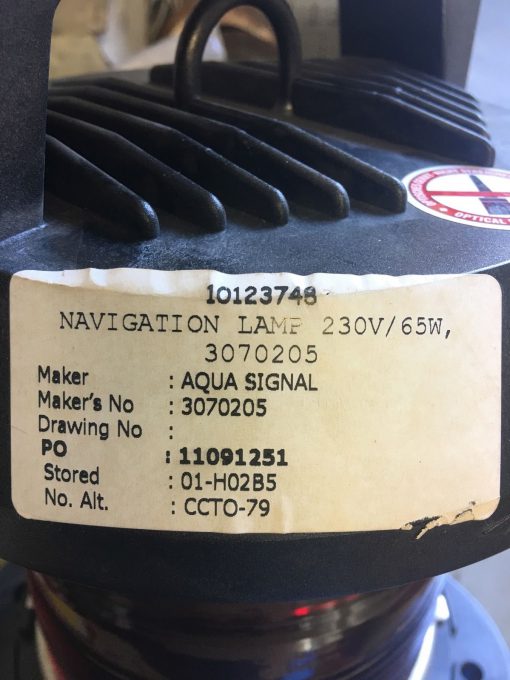 OPTICAL
10123748
NAVIGATION LAMP 230V/65W,
3070205
Maker : AQUA SIGNAL
Maker's No : 3070205
Drawing No :
PO : 11091251
Stored : 01-H02B5
No. Alt. : CCTO-79